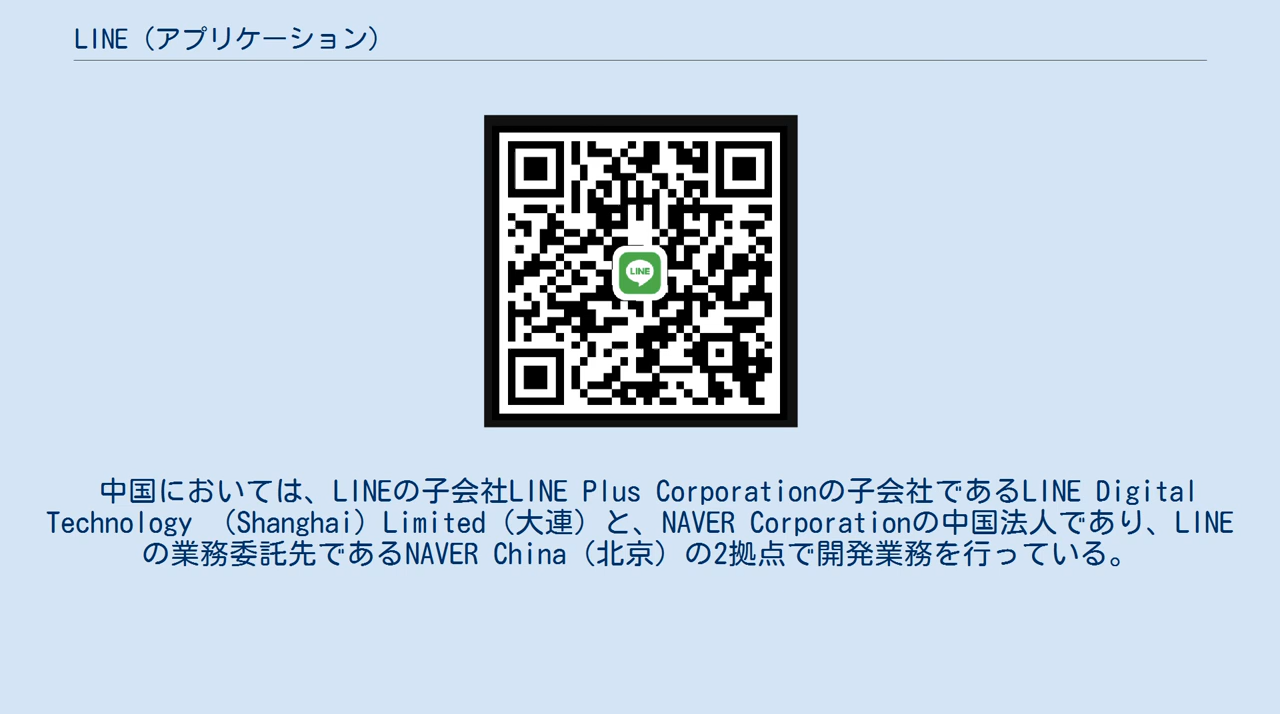 LINE（アプリケーション）
LINE
中国においては、LINEの子会社LINE Plus Corporationの子会社であるLINE Digital
Technology （Shanghai）Limited（大連）と、NAVER Corporationの中国法人であり、LINE
の業務委託先であるNAVER China（北京）の2拠点で開発業務を行っている。